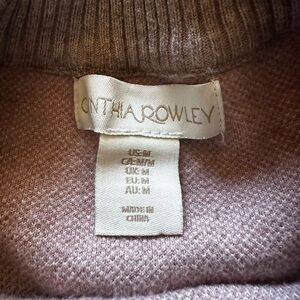 CYNTHIA ROWLEY
US: M
CA: M/M
UK: M
EU: M
AU: M
MADE IN
CHINA